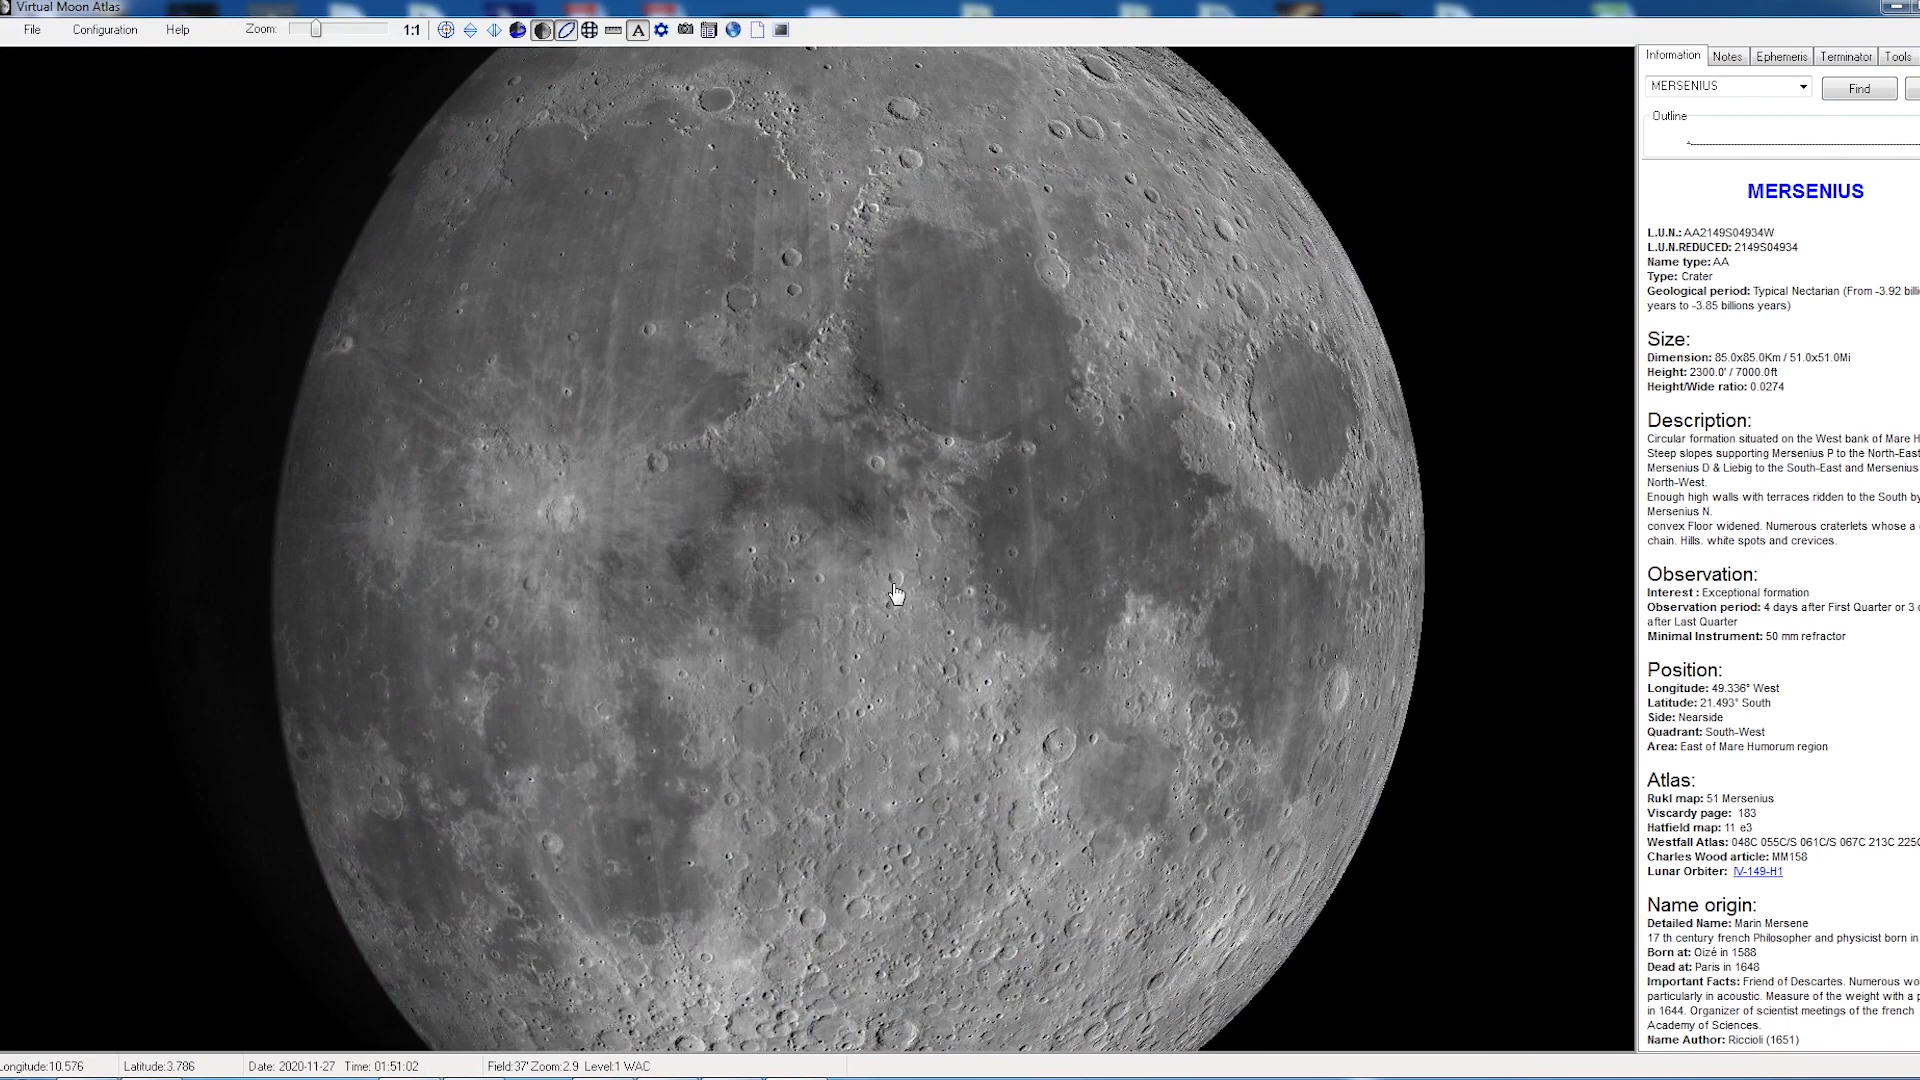 Virtual Moon Atlas
File Configuration Help Zoom: 1:1 A
Information Notes Ephemeris Terminator Tools
MERSENIUS Find
Outline
MERSENIUS
L.U.N.: AA2149S04934W
L.U.N.REDUCED: 2149S04934
Name type: AA
Type: Crater
Geological period: Typical Nectarian (From -3.92 billi
years to -3.85 billions years)
Size:
Dimension: 85.0x85.0Km / 51.0x51.0Mi
Height: 2300.0' / 7000.0ft
Height/Wide ratio: 0.0274
Description:
Circular formation situated on the West bank of Mare H
Steep slopes supporting Mersenius P to the North-East
Mersenius D & Liebig to the South-East and Mersenius
North-West.
Enough high walls with terraces ridden to the South by
Mersenius N.
convex Floor widened. Numerous craterlets whose a
chain. Hills. white spots and crevices.
Observation:
Interest : Exceptional formation
Observation period: 4 days after First Quarter or 3
after Last Quarter
Minimal Instrument: 50 mm refractor
Position:
Longitude: 49.336° West
Latitude: 21.493° South
Side: Nearside
Quadrant: South-West
Area: East of Mare Humorum region
Atlas:
Rukl map: 51 Mersenius
Viscardy page: 183
Hatfield map: 11 e3
Westfall Atlas: 048C 055C/S 061C/S 067C 213C 225C
Charles Wood article: MM158
Lunar Orbiter: IV-149-H1
Name origin:
Detailed Name: Marin Mersene
17 th century french Philosopher and physicist born in
Born at: Oizé in 1588
Dead at: Paris in 1648
Important Facts: Friend of Descartes. Numerous wo
particularly in acoustic. Measure of the weight with a p
in 1644. Organizer of scientist meetings of the french
Academy of Sciences.
Name Author: Riccioli (1651)
ongitude:10.576 Latitude:3.786 Date: 2020-11-27 Time: 01:51:02 Field:37' Zoom:2.9 Level:1 WAC